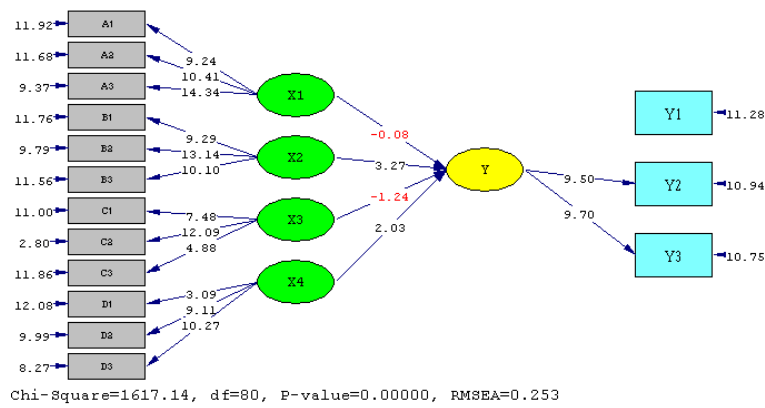 11.92 A1
11.68 A2
9.37 A3
11.76 B1
9.79 B2
11.56 B3
11.00 C1
2.80 C2
11.86 C3
12.08 D1
9.99 D2
8.27 D3
9.24
10.41
14.34
9.29
13.14
10.10
7.48
12.09
4.88
3.09
9.11
10.27
X1
X2
X3
X4
-0.08
3.27
-1.24
2.03
Y
9.50
9.70
Y1 11.28
Y2 10.94
Y3 10.75
Chi-Square=1617.14, df=80, P-value=0.00000, RMSEA=0.253